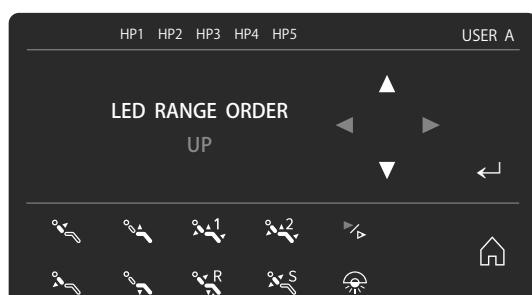 HP1 HP2 HP3 HP4 HP5 USER A
LED RANGE ORDER
UP
1 2
R S